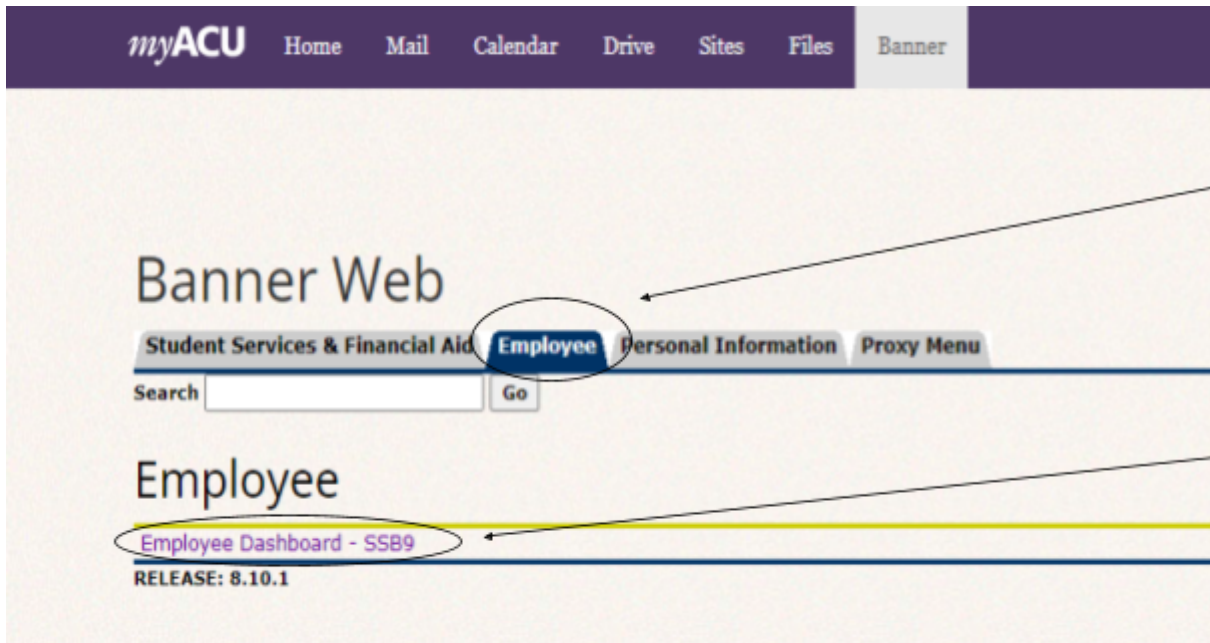 myACU Home Mail Calendar Drive Sites Files Banner
Banner Web
Student Services & Financial Aid Employee Personal Information Proxy Menu
Search Go
Employee
Employee Dashboard - SSB9
RELEASE: 8.10.1